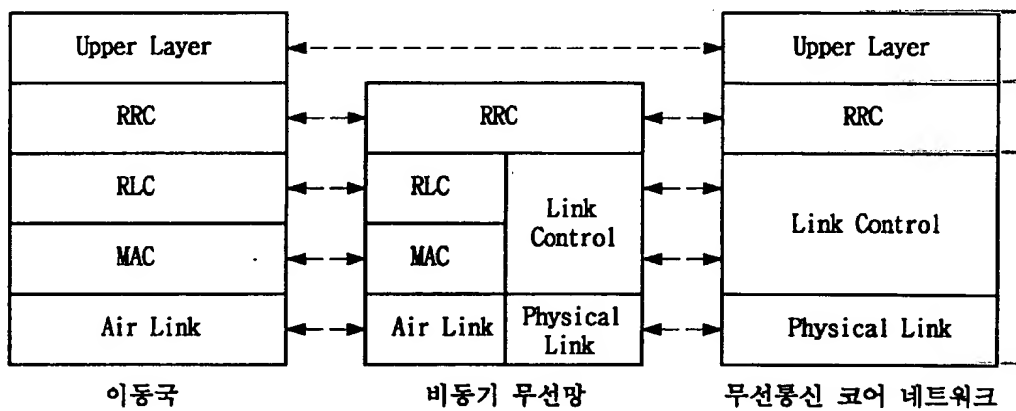 Upper Layer
Upper Layer
RRC
RRC
RRC
RLC
RLC
Link
Control
Link Control
MAC
MAC
Air Link
Air Link
Physical
Link
Physical Link
이동국
비동기 무선망
무선통신 코어 네트워크